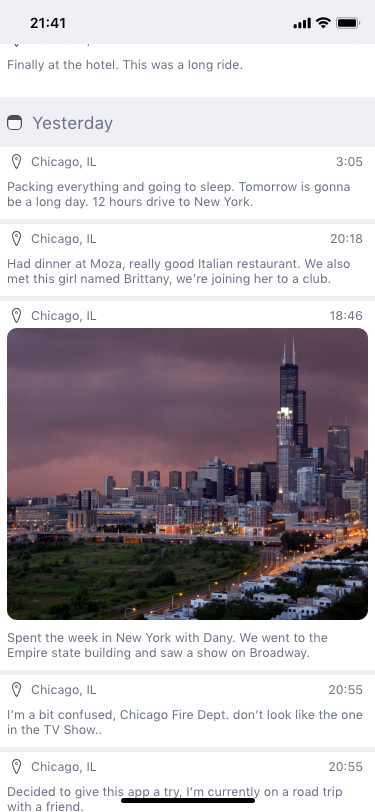 21:41
Finally at the hotel. This was a long ride.
Yesterday
Chicago, IL 3:05
Packing everything and going to sleep. Tomorrow is gonna
be a long day. 12 hours drive to New York.
Chicago, IL 20:18
Had dinner at Moza, really good Italian restaurant. We also
met this girl named Brittany, we're joining her to a club.
Chicago, IL 18:46
Spent the week in New York with Dany. We went to the
Empire state building and saw a show on Broadway.
Chicago, IL 20:55
I'm a bit confused, Chicago Fire Dept. don't look like the one
in the TV Show..
Chicago, IL 20:55
Decided to give this app a try, I'm currently on a road trip
with a friend.